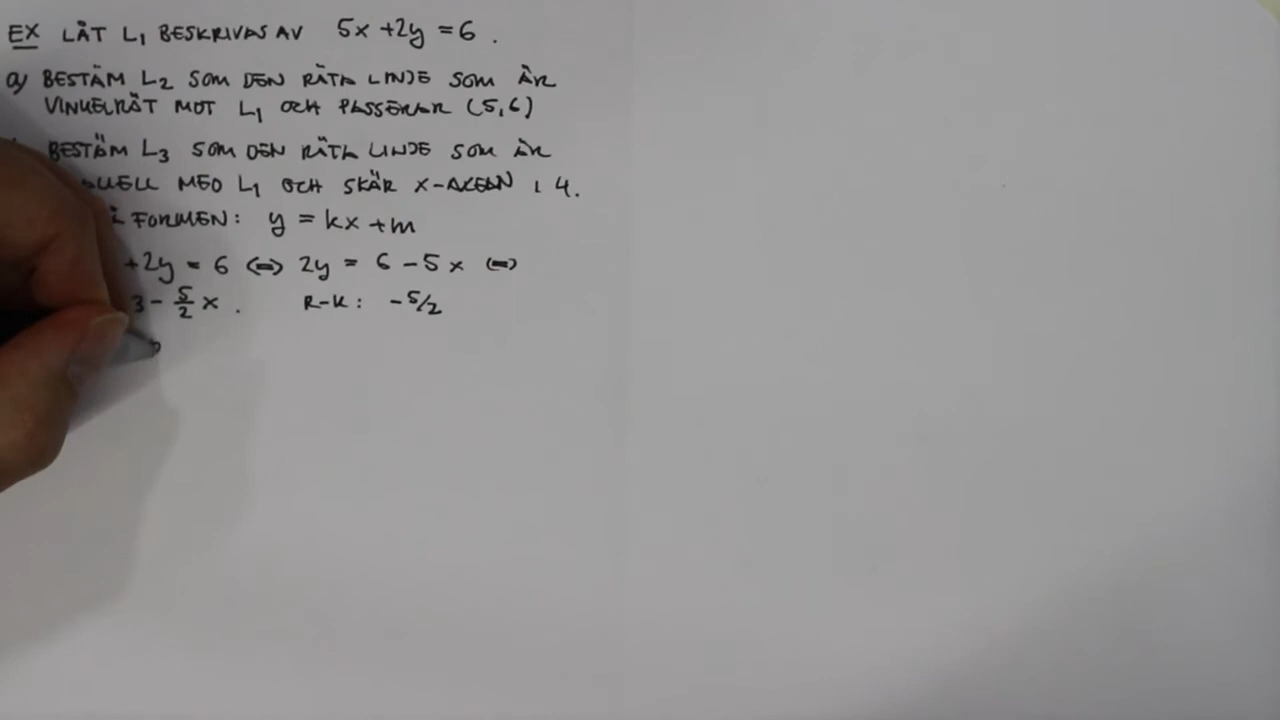 EX LÅT L₁ BESKRIVAS AV 5x + 2y = 6.
a) BESTÄM L₂ SOM DEN RÄTA LINJE SOM ÄR
VINKELRÄT MOT L₁ OCH PASSERAR (5,6)
BESTÄM L₃ SOM DEN RÄTA LINJE SOM ÄR
MED L₁ OCH SKÄR X-AXELN I 4.
FORMEN: y = kx + m
+2y = 6 ⇔ 2y = 6 - 5x ⇔
3 - 5/2 x. R-K: -5/2